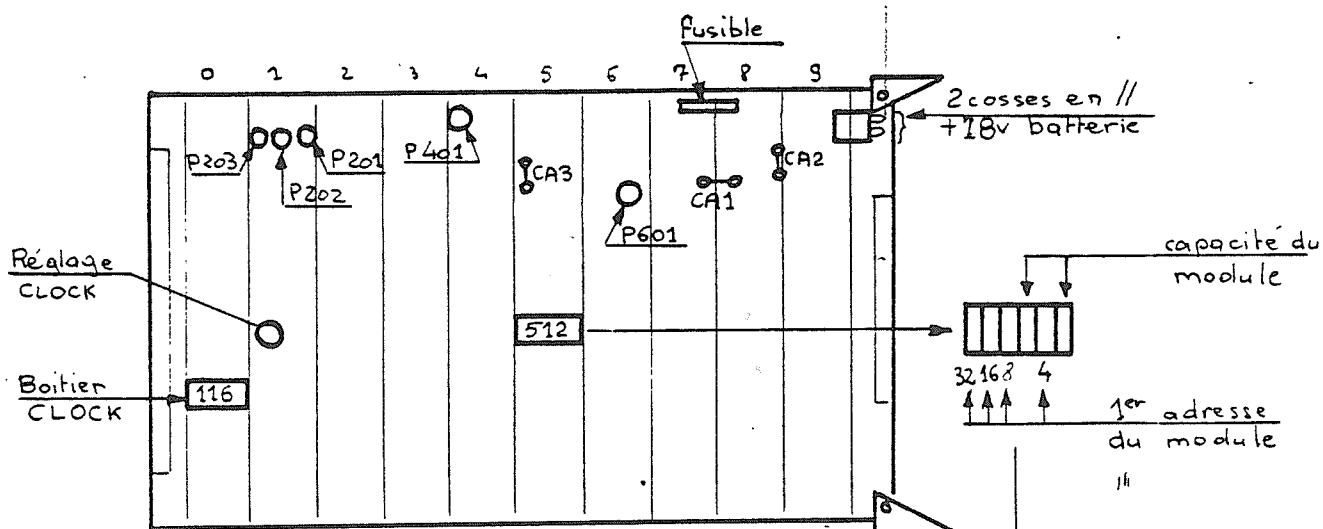 fusible
0 1 2 3 4 5 6 7 8 9
2 cosses en //
+18v batterie
P203
P202
P201
P401
CA3
P601
CA1
CA2
Réglage
CLOCK
Boitier
CLOCK
116
512
capacité du
module
32 16 8 4
1er adresse
du module